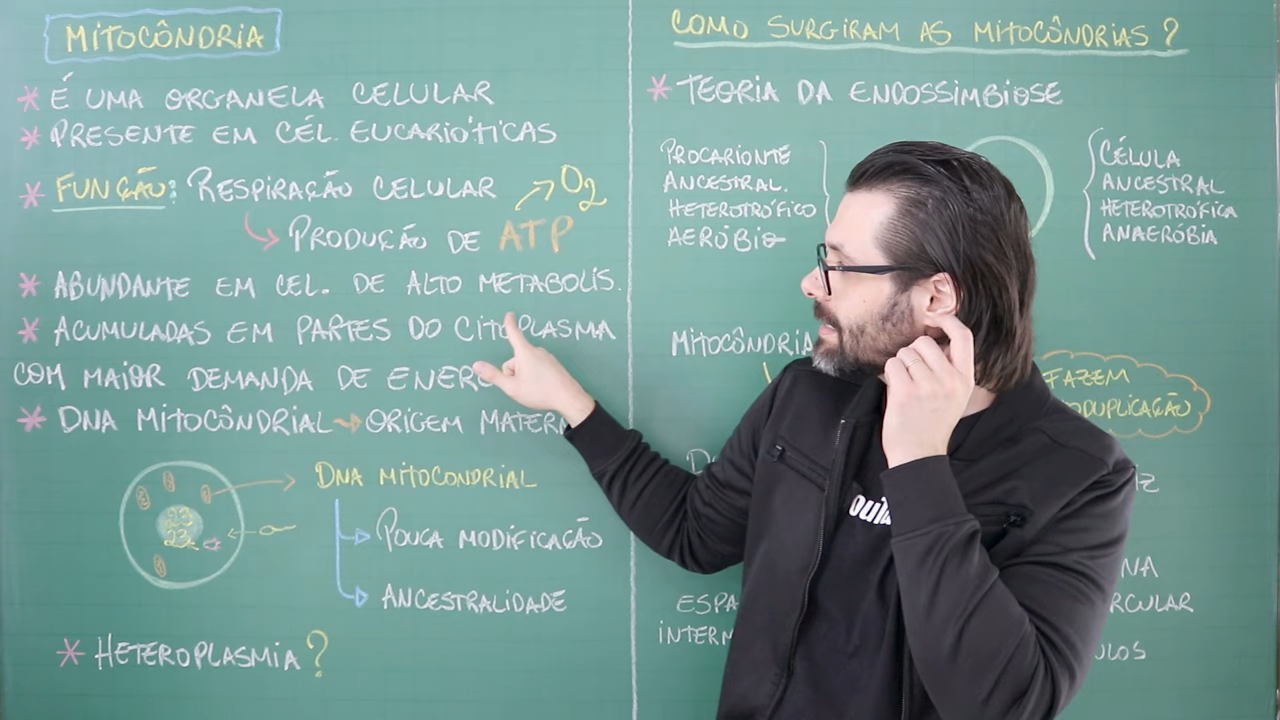 MITOCÔNDRIA
* É UMA ORGANELA CELULAR
* PRESENTE EM CÉL. EUCARIÓTICAS
* FUNÇÃO: RESPIRAÇÃO CELULAR → O2
PRODUÇÃO DE ATP
* ABUNDANTE EM CEL. DE ALTO METABOLIS.
* ACUMULADAS EM PARTES DO CITOPLASMA
COM MAIOR DEMANDA DE
* DNA MITOCÔNDRIAL → ORIGEM
DNA MITOCONDRIAL
23
23
POUCA MODIFICAÇÃO
ANCESTRALIDADE
* HETEROPLASMIA?
COMO SURGIRAM AS MITOCÔNDRIAS?
* TEORIA DA ENDOSSIMBIOSE
PROCARIONTE
ANCESTRAL.
HETEROTRÓFICO
AERÓBIO
CÉLULA
ANCESTRAL
HETEROTRÓFICA
ANAERÓBIA
MITOCÔNDRIA
FAZEM